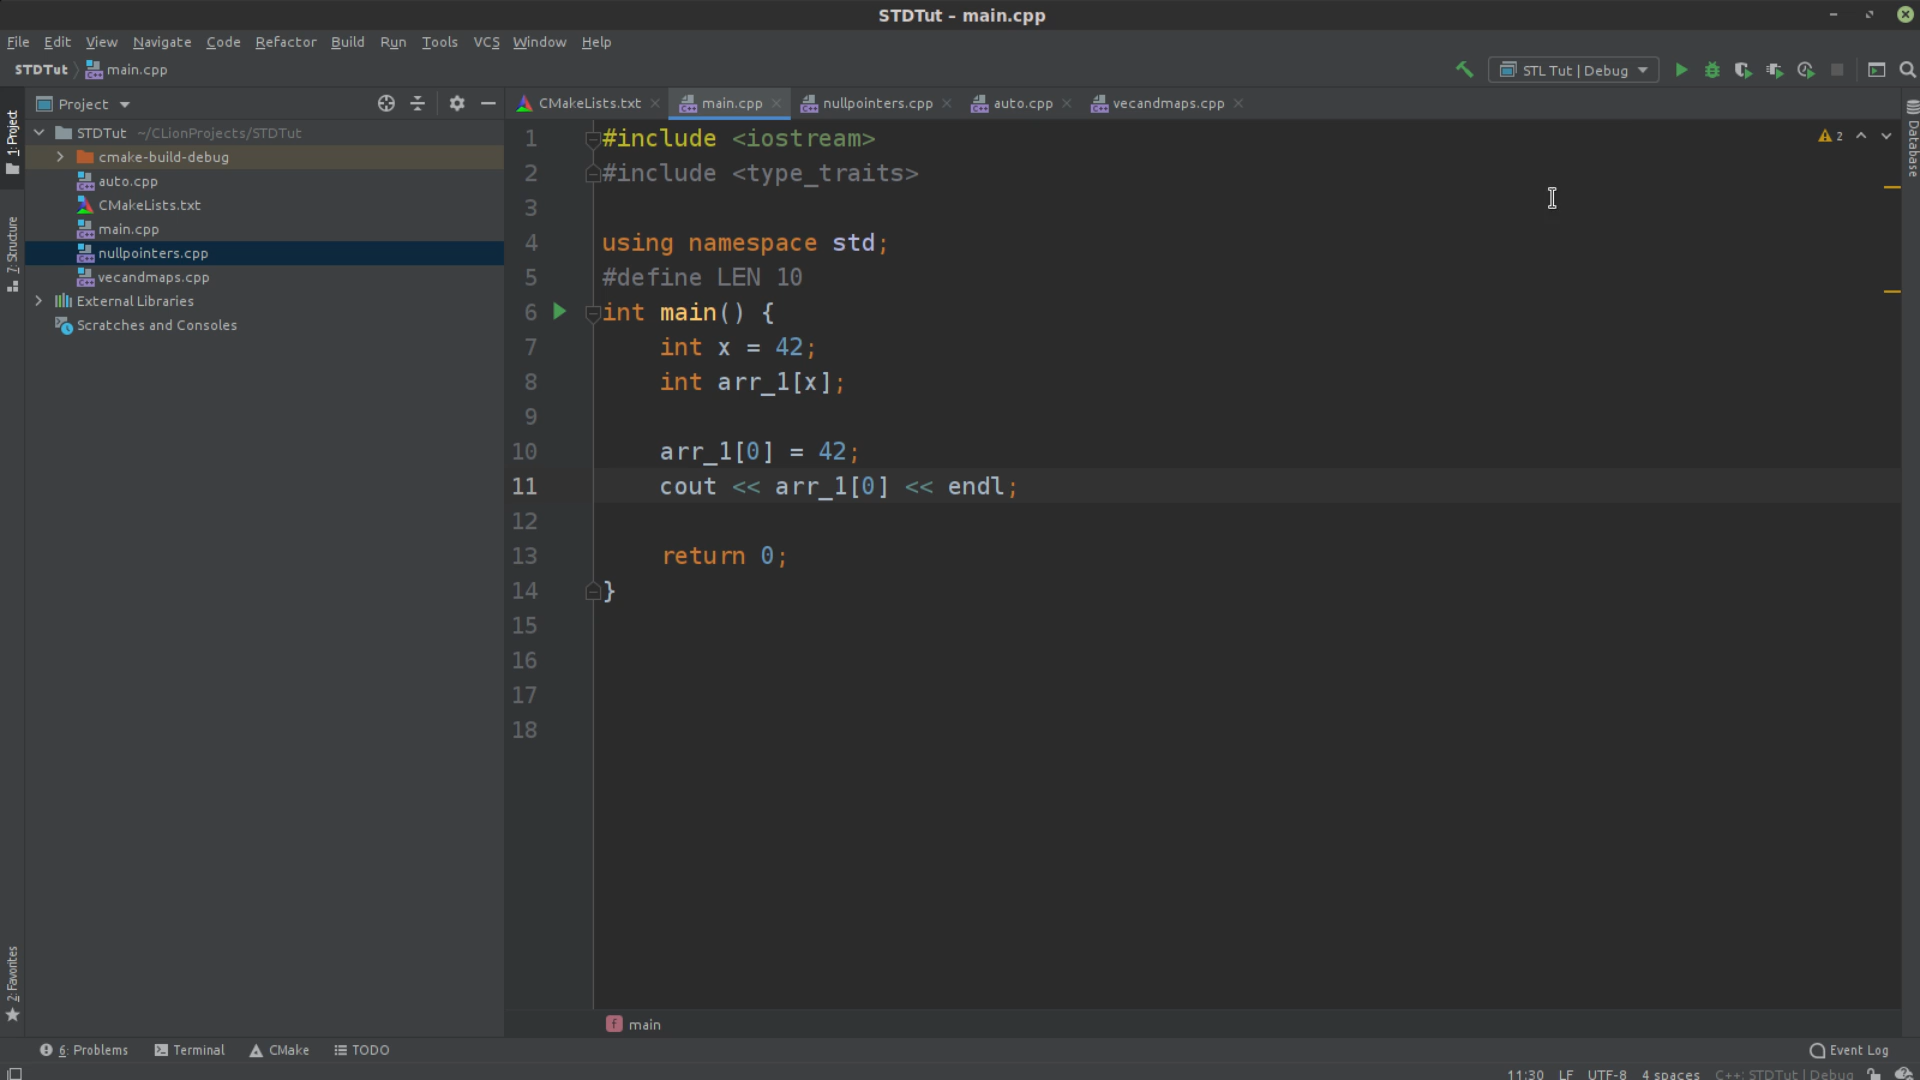 STDTut – main.cpp
File Edit View Navigate Code Refactor Build Run Tools VCS Window Help
STDTut main.cpp
STL Tut | Debug
Project
CMakeLists.txt main.cpp nullpointers.cpp auto.cpp vecandmaps.cpp
STDTut ~/CLionProjects/STDTut
cmake-build-debug
auto.cpp
CMakeLists.txt
main.cpp
nullpointers.cpp
vecandmaps.cpp
External Libraries
Scratches and Consoles
1: Project
7: Structure
2: Favorites
1 #include <iostream>
2 #include <type_traits>
3
4 using namespace std;
5 #define LEN 10
6 int main() {
7 int x = 42;
8 int arr_1[x];
9
10 arr_1[0] = 42;
11 cout << arr_1[0] << endl;
12
13 return 0;
14 }
15
16
17
18
2
Database
f main
6: Problems Terminal CMake TODO
Event Log
11:30 LF UTF-8 4 spaces C++: STDTut | Debug